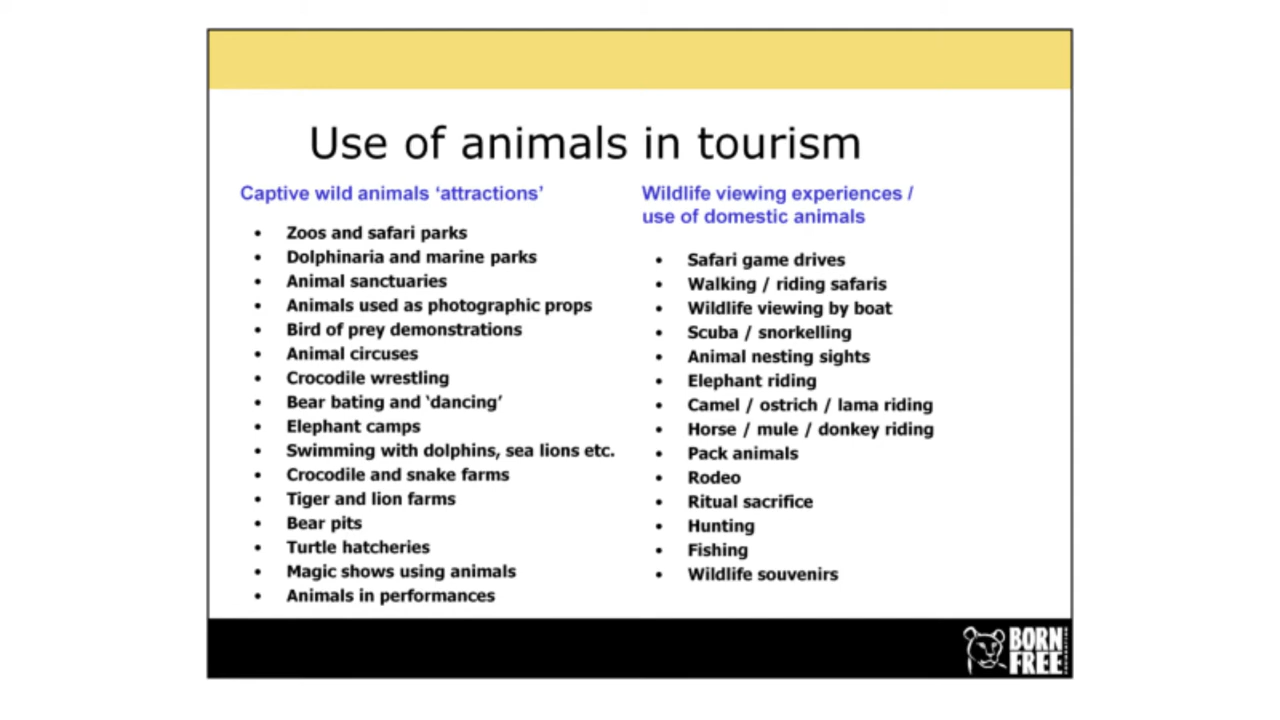 Use of animals in tourism
Captive wild animals ‘attractions’
• Zoos and safari parks
• Dolphinaria and marine parks
• Animal sanctuaries
• Animals used as photographic props
• Bird of prey demonstrations
• Animal circuses
• Crocodile wrestling
• Bear bating and ‘dancing’
• Elephant camps
• Swimming with dolphins, sea lions etc.
• Crocodile and snake farms
• Tiger and lion farms
• Bear pits
• Turtle hatcheries
• Magic shows using animals
• Animals in performances
Wildlife viewing experiences /
use of domestic animals
• Safari game drives
• Walking / riding safaris
• Wildlife viewing by boat
• Scuba / snorkelling
• Animal nesting sights
• Elephant riding
• Camel / ostrich / lama riding
• Horse / mule / donkey riding
• Pack animals
• Rodeo
• Ritual sacrifice
• Hunting
• Fishing
• Wildlife souvenirs
BORN
FREE